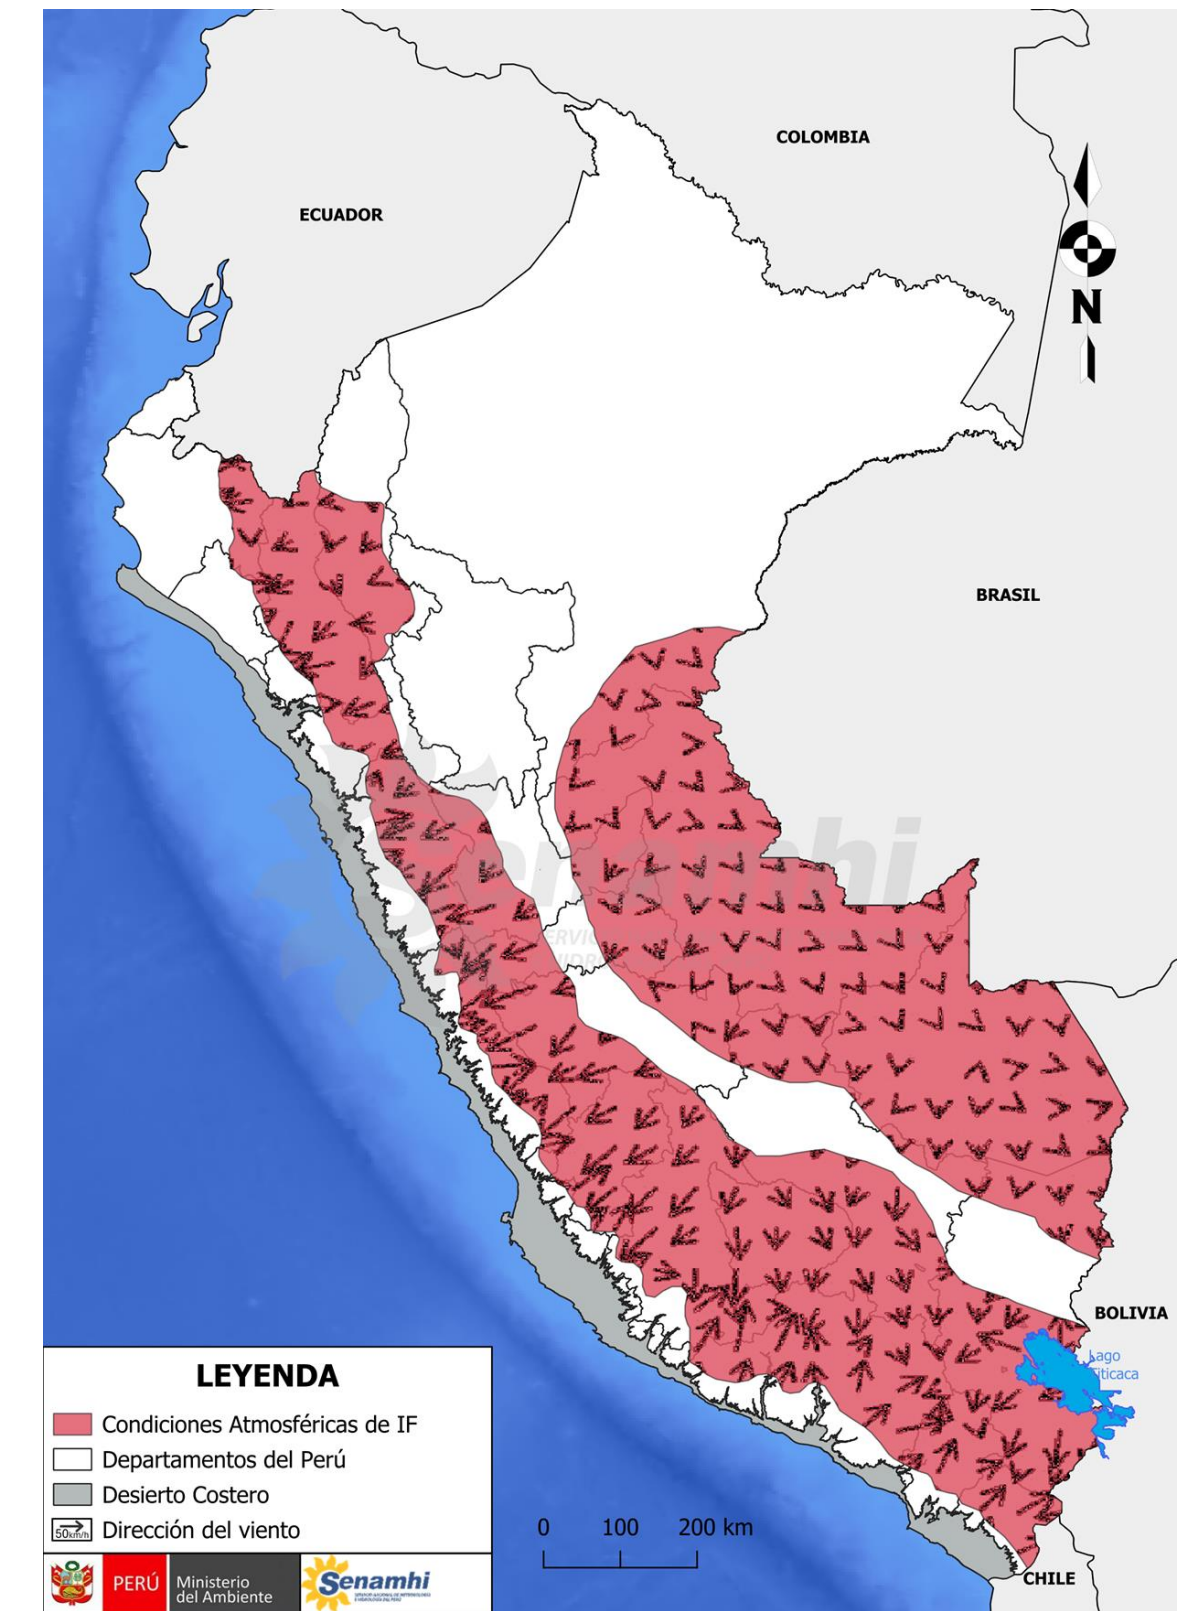 COLOMBIA
ECUADOR
N
BRASIL
Senamhi
BOLIVIA
Lago
Titicaca
LEYENDA
Condiciones Atmosféricas de IF
Departamentos del Perú
Desierto Costero
50km/h
Dirección del viento
0 100 200 km
PERÚ
Ministerio
del Ambiente
Senamhi
CHILE